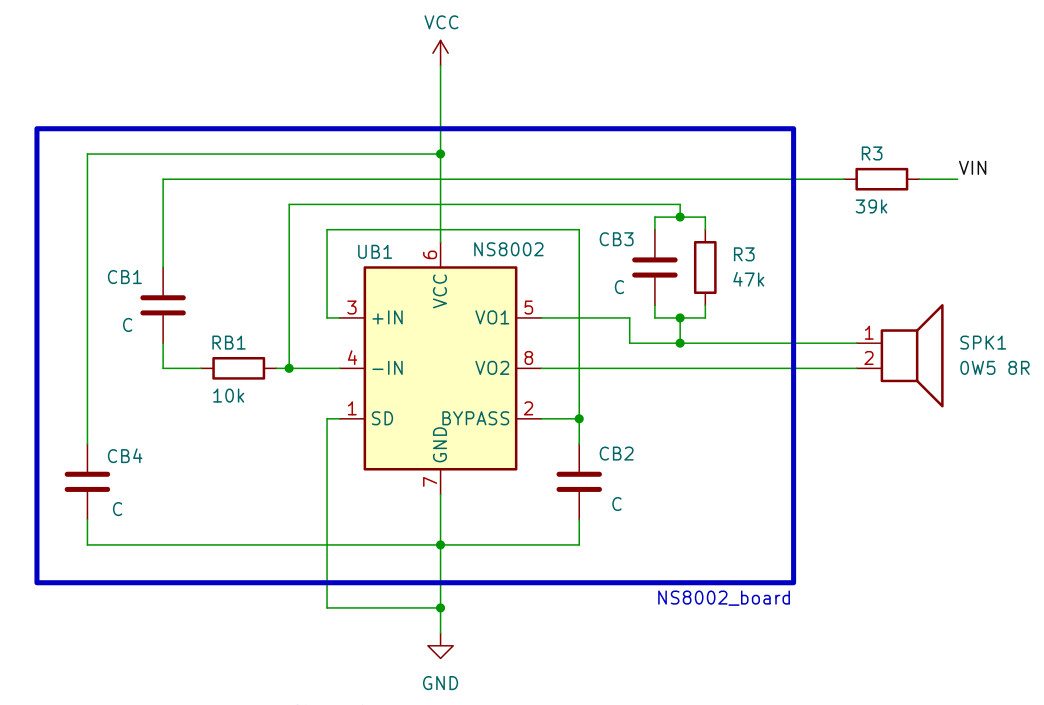 VCC
R3
VIN
39k
UB1
NS8002
6
VCC
CB3
C
R3
47k
CB1
C
3
+IN
VO1
5
RB1
10k
4
-IN
VO2
8
1
2
SPK1
0W5 8R
1
SD
BYPASS
2
GND
7
CB4
C
CB2
C
NS8002_board
GND